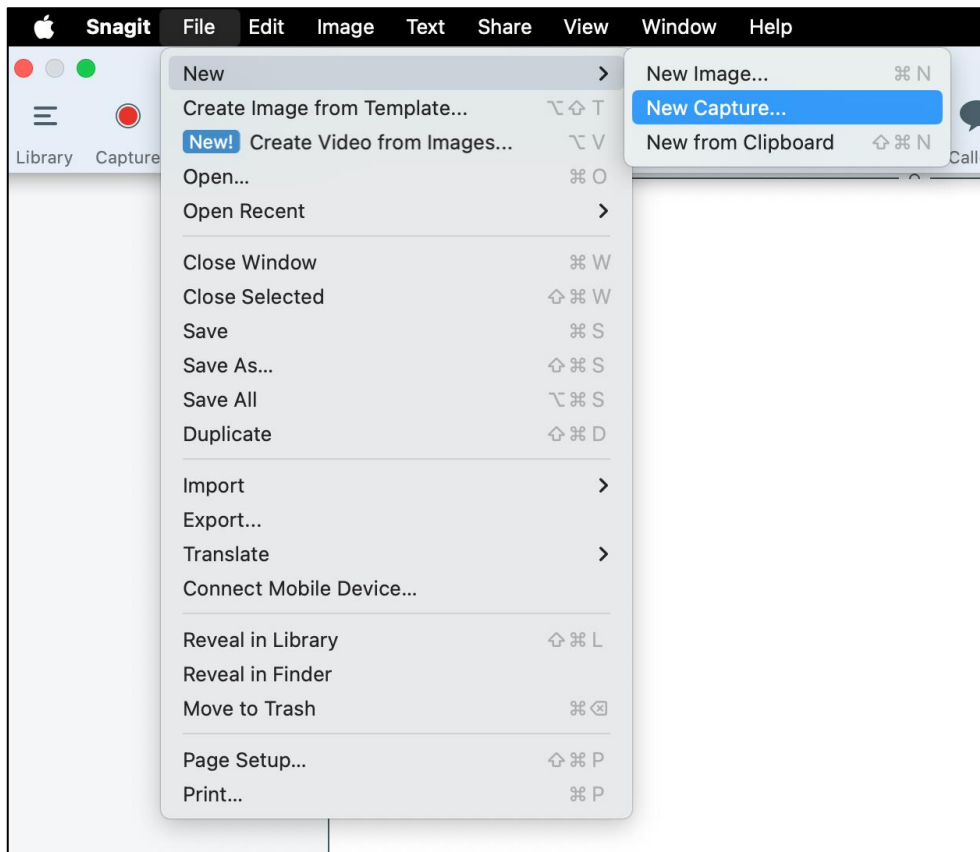 Snagit File Edit Image Text Share View Window Help
Library Capture
New
Create Image from Template... ⌥⇧ T
New! Create Video from Images... ⌥ V
Open... ⌘ O
Open Recent
Close Window ⌘ W
Close Selected ⇧⌘ W
Save ⌘ S
Save As... ⇧⌘ S
Save All ⌥⌘ S
Duplicate ⇧⌘ D
Import
Export...
Translate
Connect Mobile Device...
Reveal in Library ⇧⌘ L
Reveal in Finder
Move to Trash ⌘⌫
Page Setup... ⇧⌘ P
Print... ⌘ P
New Image... ⌘ N
New Capture...
New from Clipboard ⇧⌘ N
Call